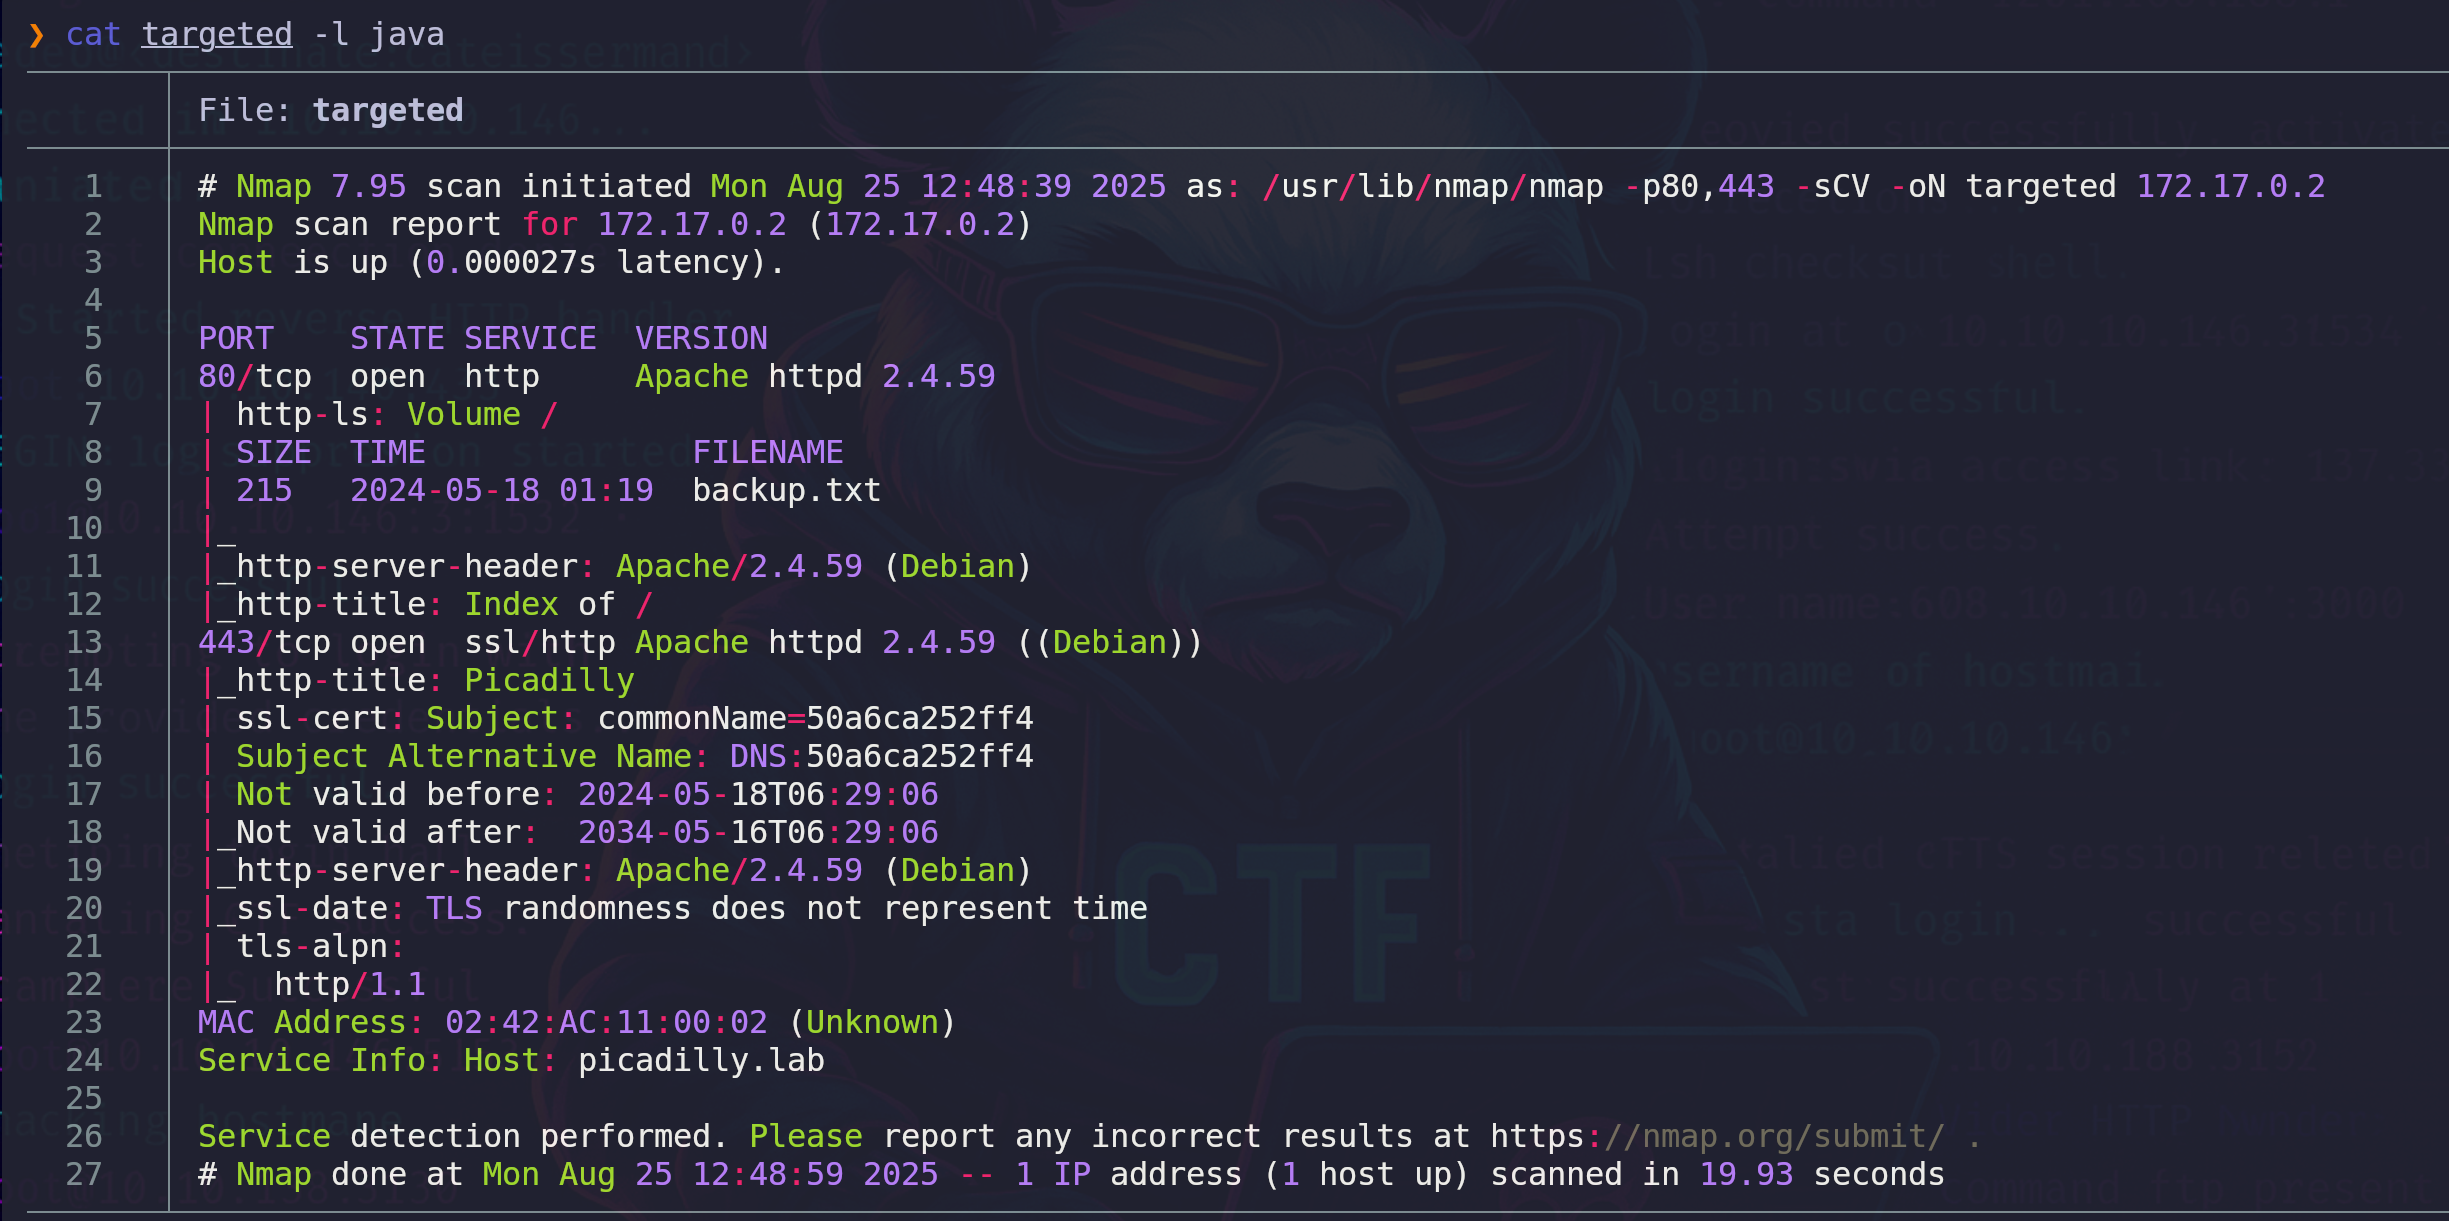 ❯ cat targeted -l java
File: targeted
1 # Nmap 7.95 scan initiated Mon Aug 25 12:48:39 2025 as: /usr/lib/nmap/nmap -p80,443 -sCV -oN targeted 172.17.0.2
2 Nmap scan report for 172.17.0.2 (172.17.0.2)
3 Host is up (0.000027s latency).
4
5 PORT    STATE SERVICE  VERSION
6 80/tcp  open  http     Apache httpd 2.4.59
7 | http-ls: Volume /
8 | SIZE  TIME              FILENAME
9 | 215   2024-05-18 01:19  backup.txt
10 |_
11 |_http-server-header: Apache/2.4.59 (Debian)
12 |_http-title: Index of /
13 443/tcp open  ssl/http Apache httpd 2.4.59 ((Debian))
14 |_http-title: Picadilly
15 | ssl-cert: Subject: commonName=50a6ca252ff4
16 | Subject Alternative Name: DNS:50a6ca252ff4
17 | Not valid before: 2024-05-18T06:29:06
18 |_Not valid after:  2034-05-16T06:29:06
19 |_http-server-header: Apache/2.4.59 (Debian)
20 |_ssl-date: TLS randomness does not represent time
21 | tls-alpn:
22 |_  http/1.1
23 MAC Address: 02:42:AC:11:00:02 (Unknown)
24 Service Info: Host: picadilly.lab
25
26 Service detection performed. Please report any incorrect results at https://nmap.org/submit/ .
27 # Nmap done at Mon Aug 25 12:48:59 2025 -- 1 IP address (1 host up) scanned in 19.93 seconds
CTF